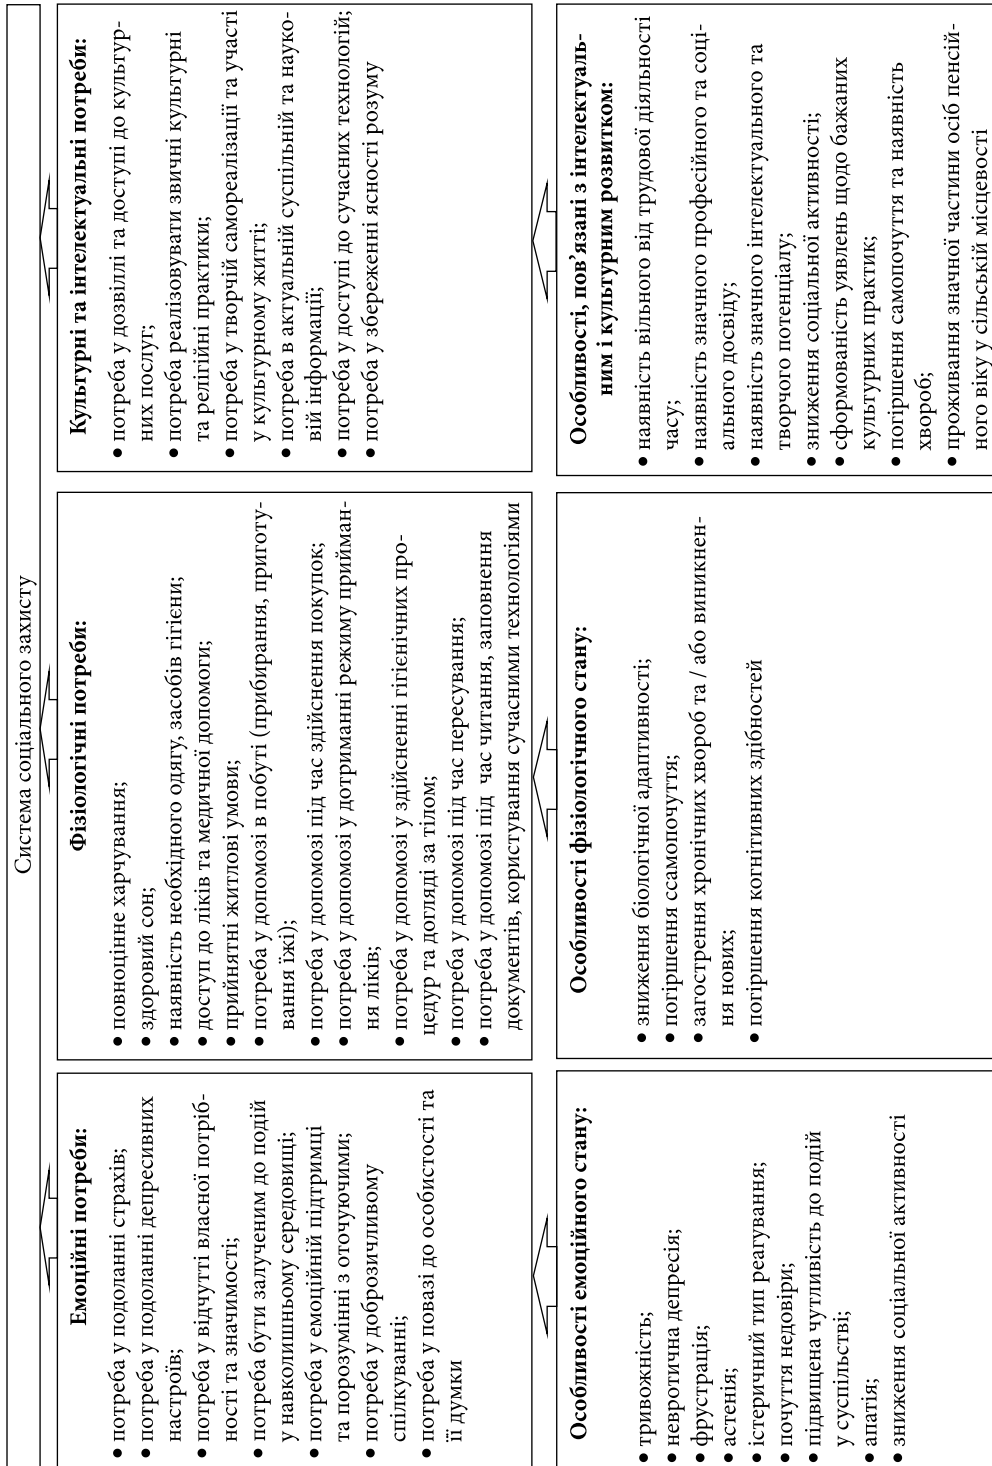 Система соціального захисту
Емоційні потреби:
• потреба у подоланні страхів;
• потреба у подоланні депресивних
настроїв;
• потреба у відчутті власної потріб-
ності та значимості;
• потреба бути залученим до подій
у навколишньому середовищі;
• потреба у емоційній підтримці
та порозумінні з оточуючими;
• потреба у доброзичливому
спілкуванні;
• потреба у повазі до особистості та
її думки
Фізіологічні потреби:
• повноцінне харчування;
• здоровий сон;
• наявність необхідного одягу, засобів гігієни;
• доступ до ліків та медичної допомоги;
• прийнятні житлові умови;
• потреба у допомозі в побуті (прибирання, приготу-
вання їжі);
• потреба у допомозі під час здійснення покупок;
• потреба у допомозі у дотриманні режиму прийман-
ня ліків;
• потреба у допомозі у здійсненні гігієнічних про-
цедур та догляді за тілом;
• потреба у допомозі під час пересування;
• потреба у допомозі під час читання, заповнення
документів, користування сучасними технологіями
Культурні та інтелектуальні потреби:
• потреба у дозвіллі та доступі до культур-
них послуг;
• потреба реалізовувати звичні культурні
та релігійні практики;
• потреба у творчій самореалізації та участі
у культурному житті;
• потреба в актуальній суспільній та науко-
вій інформації;
• потреба у доступі до сучасних технологій;
• потреба у збереженні ясності розуму
Особливості емоційного стану:
• тривожність;
• невротична депресія;
• фрустрація;
• астенія;
• істеричний тип реагування;
• почуття недовіри;
• підвищена чутливість до подій
у суспільстві;
• апатія;
• зниження соціальної активності
Особливості фізіологічного стану:
• зниження біологічної адаптивності;
• погіршення ссамопочуття;
• загострення хронічних хвороб та / або виникнен-
ня нових;
• погіршення когнітивних здібностей
Особливості, пов’язані з інтелектуаль-
ним і культурним розвитком:
• наявність вільного від трудової діяльності
часу;
• наявність значного професійного та соці-
ального досвіду;
• наявність значного інтелектуального та
творчого потенціалу;
• зниження соціальної активності;
• сформованість уявлень щодо бажаних
культурних практик;
• погіршення самопочуття та наявність
хвороб;
• проживання значної частини осіб пенсій-
ного віку у сільській місцевості